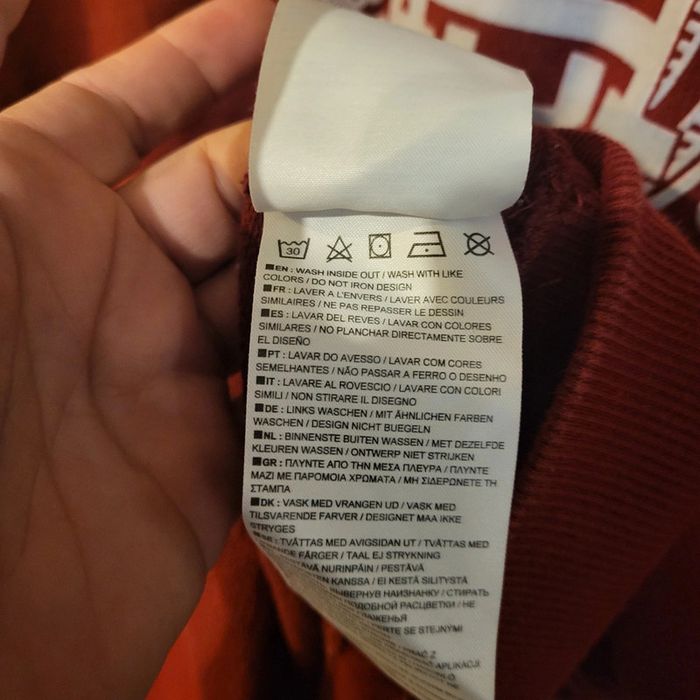 30
EN : WASH INSIDE OUT / WASH WITH LIKE
COLORS / DO NOT IRON DESIGN
FR : LAVER A L'ENVERS / LAVER AVEC COULEURS
SIMILAIRES / NE PAS REPASSER LE DESSIN
ES : LAVAR DEL REVES / LAVAR CON COLORES
SIMILARES / NO PLANCHAR DIRECTAMENTE SOBRE
EL DISEÑO
PT : LAVAR DO AVESSO / LAVAR COM CORES
SEMELHANTES / NÃO PASSAR A FERRO O DESENHO
IT : LAVARE AL ROVESCIO / LAVARE CON COLORI
SIMILI / NON STIRARE IL DISEGNO
DE : LINKS WASCHEN / MIT ÄHNLICHEN FARBEN
WASCHEN / DESIGN NICHT BUEGELN
NL : BINNENSTE BUITEN WASSEN / MET DEZELFDE
KLEUREN WASSEN / ONTWERP NIET STRIJKEN
GR : ΠΛΥΝΤΕ ΑΠΟ ΤΗΝ ΜΕΣΑ ΠΛΕΥΡΑ / ΠΛΥΝΤΕ
ΜΑΖΙ ΜΕ ΠΑΡΟΜΟΙΑ ΧΡΩΜΑΤΑ / ΜΗ ΣΙΔΕΡΩΝΕΤΕ ΤΗ
ΣΤΑΜΠΑ
DK : VASK MED VRANGEN UD / VASK MED
TILSVARENDE FARVER / DESIGNET MAA IKKE
STRYGES
: TVÄTTAS MED AVIGSIDAN UT / TVÄTTAS MED
FÄRGER / TAAL EJ STRYKNING
NURINPÄIN / PESTÄVÄ
KANSSA / EI KESTÄ SILITYSTÄ
НАИЗНАНКУ / СТИРАТЬ
РАСЦВЕТКИ / НЕ
SE STEJNÝMI
APLIKACJI